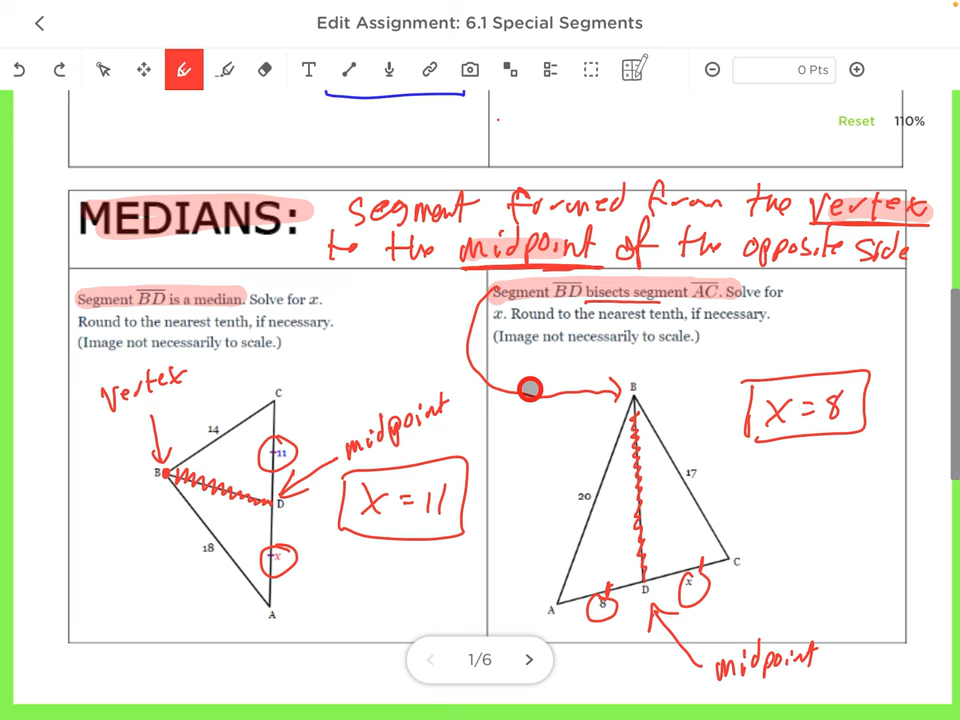 Edit Assignment: 6.1 Special Segments
T
0 Pts
Reset 110%
MEDIANS:
segment formed from the vertex
to the midpoint of the opposite side
Segment BD is a median. Solve for x.
Round to the nearest tenth, if necessary.
(Image not necessarily to scale.)
vertex
C
14
11
midpoint
B
D
x = 11
18
x
A
Segment BD bisects segment AC. Solve for
x. Round to the nearest tenth, if necessary.
(Image not necessarily to scale.)
B
x = 8
17
20
C
x
D
A
8
midpoint
1/6